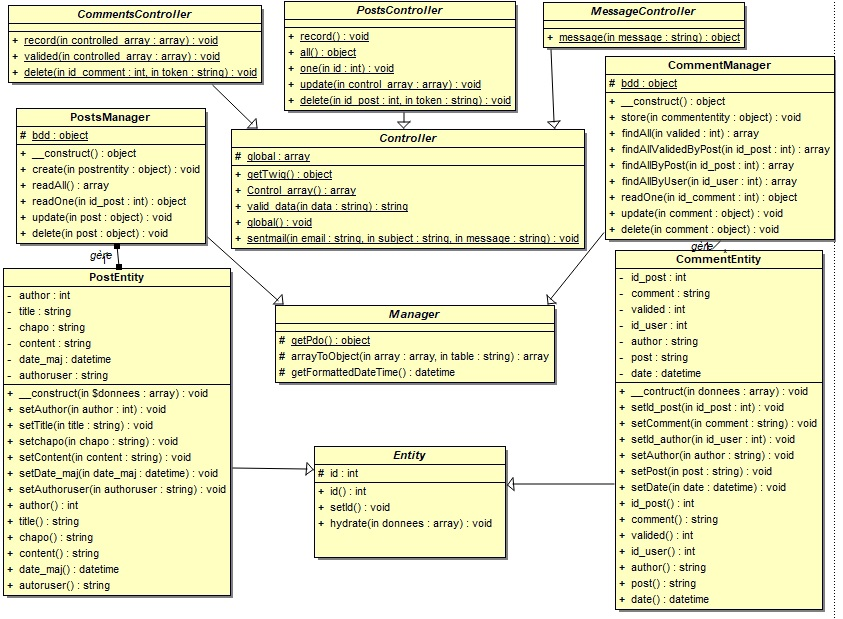 CommentsController
+ record(in controlled_array : array) : void
+ valided(in controlled_array : array) : void
+ delete(in id_comment : int, in token : string) : void
PostsController
+ record() : void
+ all() : object
+ one(in id : int) : void
+ update(in control_array : array) : void
+ delete(in id_post : int, in token : string) : void
MessageController
+ message(in message : string) : object
CommentManager
# bdd : object
+ __construct() : object
+ store(in commententity : object) : void
+ findAll(in valided : int) : array
+ findAllValidedByPost(in id_post : int) : array
+ findAllByPost(in id_post : int) : array
+ findAllByUser(in id_user : int) : array
+ readOne(in id_comment : int) : object
+ update(in comment : object) : void
+ delete(in comment : object) : void
PostsManager
# bdd : object
+ __construct() : object
+ create(in postrentity : object) : void
+ readAll() : array
+ readOne(in id_post : int) : object
+ update(in post : object) : void
+ delete(in post : object) : void
Controller
# global : array
+ getTwig() : object
+ Control_array() : array
+ valid_data(in data : string) : string
+ global() : void
+ sentmail(in email : string, in subject : string, in message : string) : void
gère
gère
PostEntity
- author : int
- title : string
- chapo : string
- content : string
- date_maj : datetime
- authoruser : string
+ __construct(in $donnees : array) : void
+ setAuthor(in author : int) : void
+ setTitle(in title : string) : void
+ setchapo(in chapo : string) : void
+ setContent(in content : string) : void
+ setDate_maj(in date_maj : datetime) : void
+ setAuthoruser(in authoruser : string) : void
+ author() : int
+ title() : string
+ chapo() : string
+ content() : string
+ date_maj() : datetime
+ autoruser() : string
Manager
# getPdo() : object
# arrayToObject(in array : array, in table : string) : array
# getFormattedDateTime() : datetime
Entity
# id : int
+ id() : int
+ setId() : void
+ hydrate(in donnees : array) : void
CommentEntity
- id_post : int
- comment : string
- valided : int
- id_user : int
- author : string
- post : string
- date : datetime
+ __contruct(in donnees : array) : void
+ setId_post(in id_post : int) : void
+ setComment(in comment : string) : void
+ setId_author(in id_user : int) : void
+ setAuthor(in author : string) : void
+ setPost(in post : string) : void
+ setDate(in date : datetime) : void
+ id_post() : int
+ comment() : string
+ valided() : int
+ id_user() : int
+ author() : string
+ post() : string
+ date() : datetime